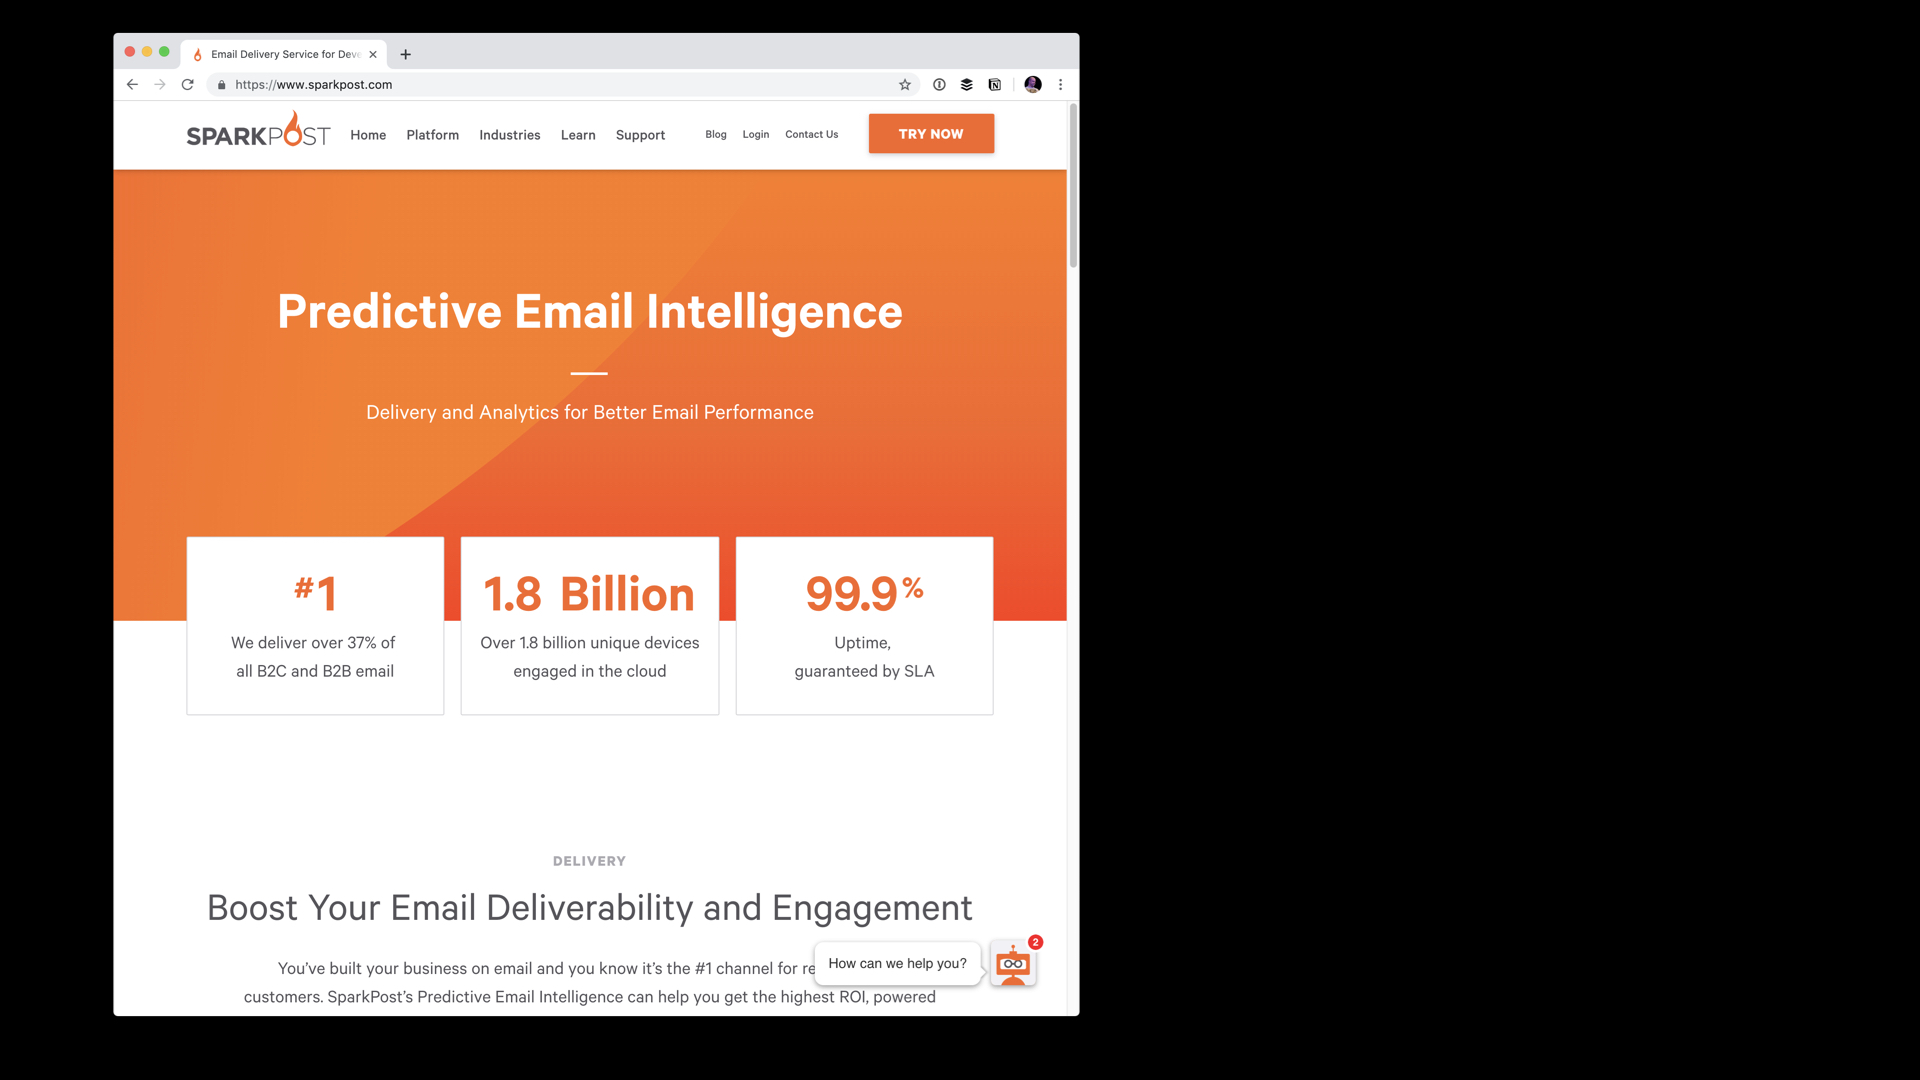 Email Delivery Service for Deve
https://www.sparkpost.com
SPARKPOST
Home Platform Industries Learn Support Blog Login Contact Us TRY NOW
Predictive Email Intelligence
Delivery and Analytics for Better Email Performance
#1
We deliver over 37% of
all B2C and B2B email
1.8 Billion
Over 1.8 billion unique devices
engaged in the cloud
99.9%
Uptime,
guaranteed by SLA
DELIVERY
Boost Your Email Deliverability and Engagement
You’ve built your business on email and you know it’s the #1 channel for re
customers. SparkPost’s Predictive Email Intelligence can help you get the highest ROI, powered
How can we help you?
2